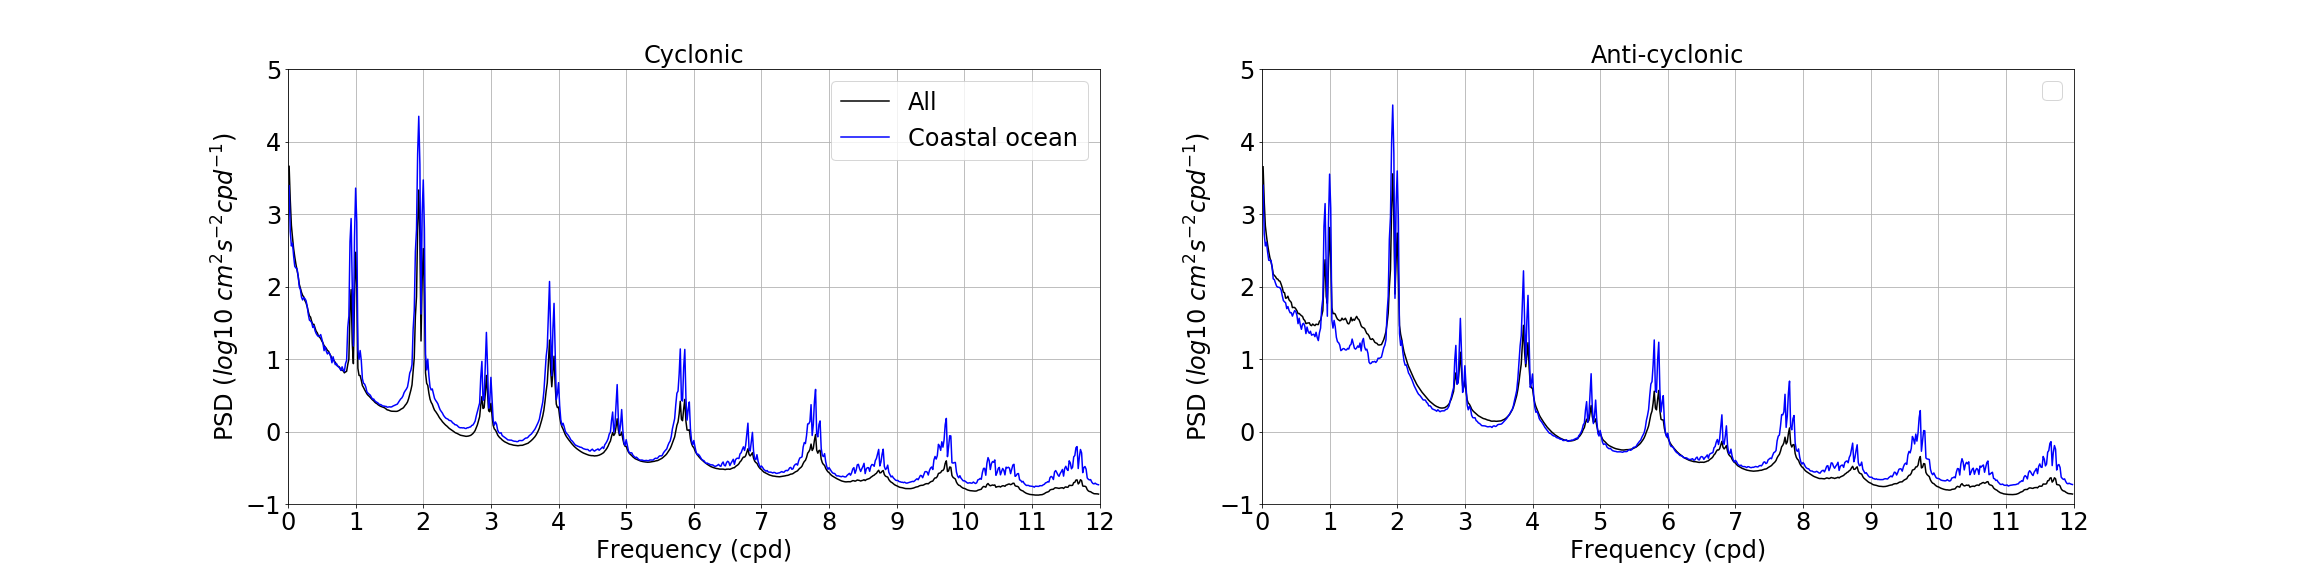 Cyclonic
5
4
3
2
1
0
−1
0 1 2 3 4 5 6 7 8 9 10 11 12
Frequency (cpd)
PSD (log10 cm²s⁻²cpd⁻¹)
All
Coastal ocean
Anti-cyclonic
5
4
3
2
1
0
−1
0 1 2 3 4 5 6 7 8 9 10 11 12
Frequency (cpd)
PSD (log10 cm²s⁻²cpd⁻¹)